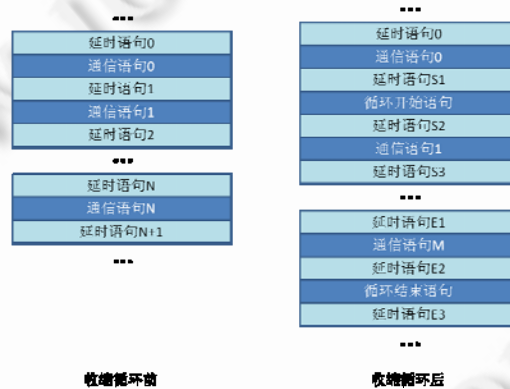 ...
延时语句0
通信语句0
延时语句1
通信语句1
延时语句2
...
延时语句N
通信语句N
延时语句N+1
...
收缩循环前
...
延时语句0
通信语句0
延时语句S1
循环开始语句
延时语句S2
通信语句1
延时语句S3
...
延时语句E1
通信语句M
延时语句E2
循环结束语句
延时语句E3
...
收缩循环后